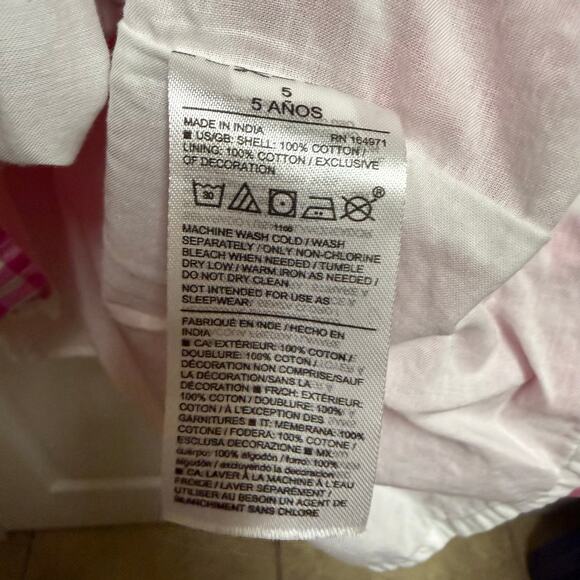 5
5 AÑOS
MADE IN INDIA RN 164971
■ US/GB: SHELL: 100% COTTON /
LINING: 100% COTTON / EXCLUSIVE
OF DECORATION
30
®
1166
MACHINE WASH COLD / WASH
SEPARATELY / ONLY NON-CHLORINE
BLEACH WHEN NEEDED / TUMBLE
DRY LOW / WARM IRON AS NEEDED /
DO NOT DRY CLEAN
NOT INTENDED FOR USE AS
SLEEPWEAR
FABRIQUÉ EN INDE / HECHO EN
INDIA
■ CA: EXTÉRIEUR: 100% COTON /
DOUBLURE: 100% COTON /
DÉCORATION NON COMPRISE/SAUF
LA DÉCORATION/SANS LA
DÉCORATION ■ FR/CH: EXTÉRIEUR:
100% COTON / DOUBLURE: 100%
COTON / À L'EXCEPTION DES
GARNITURES ■ IT: MEMBRANA: 100%
COTONE / FODERA: 100% COTONE /
ESCLUSA DECORAZIONE ■ MX:
cuerpo: 100% algodón / forro: 100%
algodón / excluyendo la decoracion
■ CA: LAVER À LA MACHINE À L'EAU
FROIDE / LAVER SÉPARÉMENT /
UTILISER AU BESOIN UN AGENT DE
BLANCHIMENT SANS CHLORE